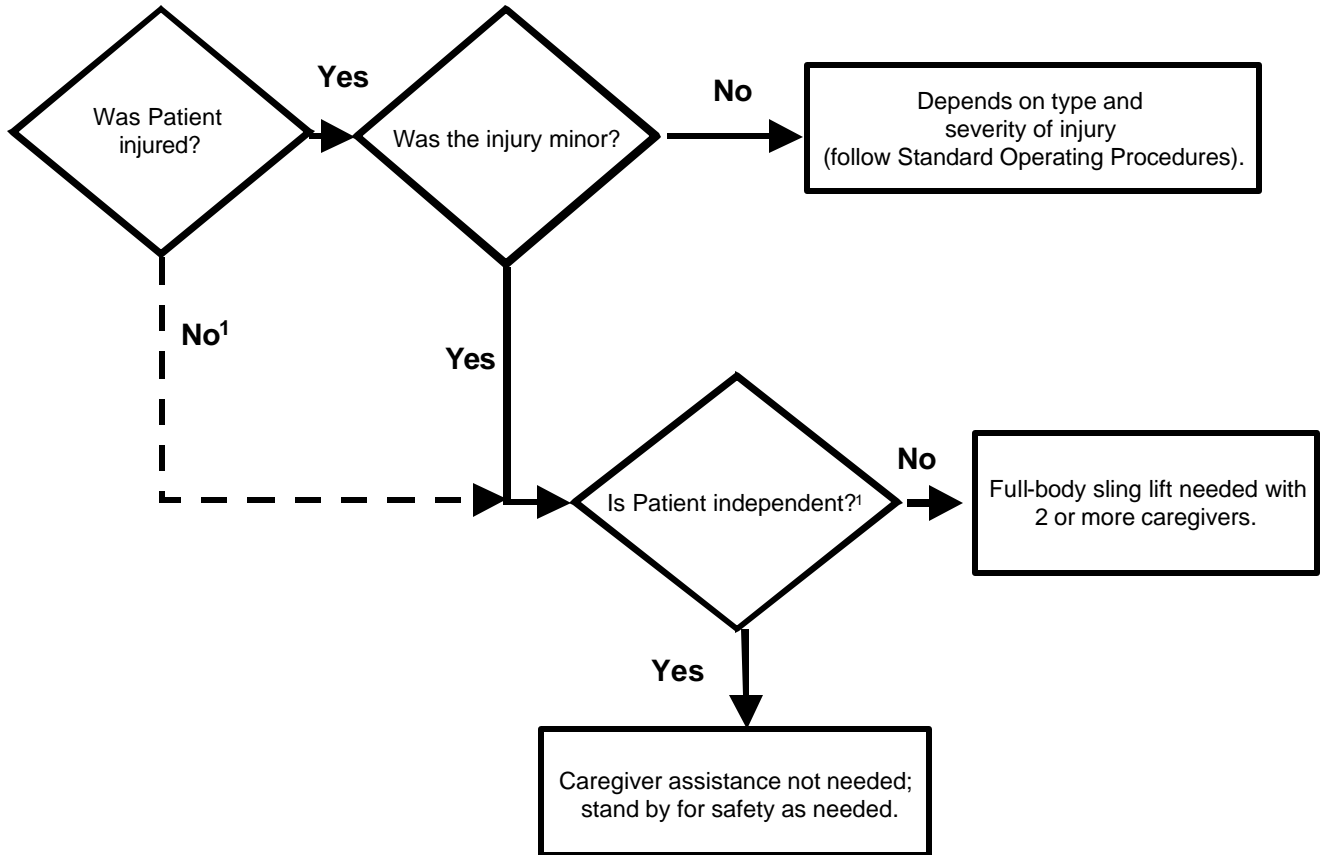 Was Patient
injured?
Yes
Was the injury minor?
No
Depends on type and
severity of injury
(follow Standard Operating Procedures).
No¹
Yes
Is Patient independent?¹
No
Full-body sling lift needed with
2 or more caregivers.
Yes
Caregiver assistance not needed;
stand by for safety as needed.